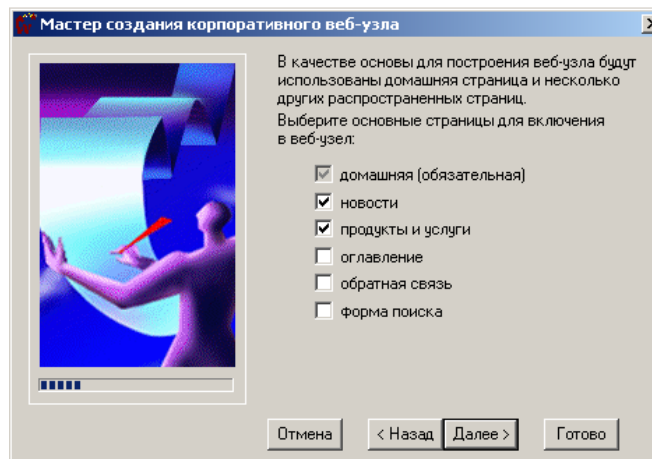 Мастер создания корпоративного веб-узла
В качестве основы для построения веб-узла будут
использованы домашняя страница и несколько
других распространенных страниц.
Выберите основные страницы для включения
в веб-узел:
домашняя (обязательная)
новости
продукты и услуги
оглавление
обратная связь
форма поиска
Отмена < Назад Далее > Готово